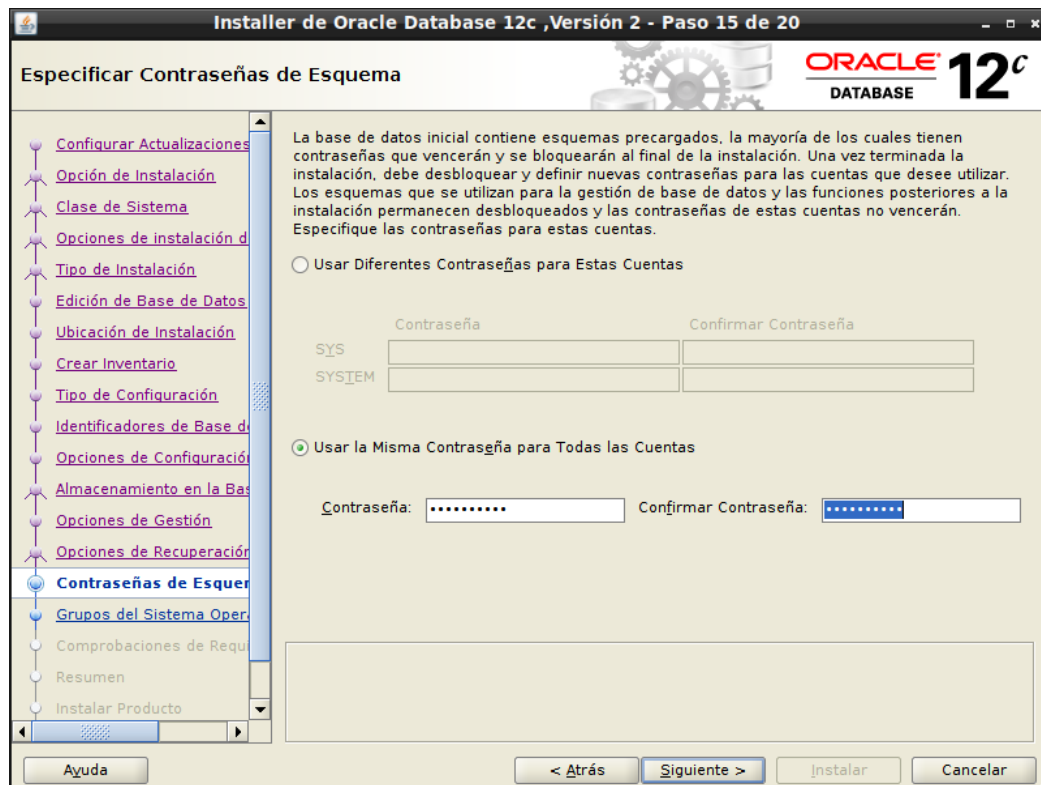 Installer de Oracle Database 12c ,Versión 2 - Paso 15 de 20
Especificar Contraseñas de Esquema
ORACLE
DATABASE
12c
Configurar Actualizaciones
Opción de Instalación
Clase de Sistema
Opciones de instalación d
Tipo de Instalación
Edición de Base de Datos
Ubicación de Instalación
Crear Inventario
Tipo de Configuración
Identificadores de Base de
Opciones de Configuración
Almacenamiento en la Bas
Opciones de Gestión
Opciones de Recuperación
Contraseñas de Esquem
Grupos del Sistema Opera
Comprobaciones de Requi
Resumen
Instalar Producto
La base de datos inicial contiene esquemas precargados, la mayoría de los cuales tienen
contraseñas que vencerán y se bloquearán al final de la instalación. Una vez terminada la
instalación, debe desbloquear y definir nuevas contraseñas para las cuentas que desee utilizar.
Los esquemas que se utilizan para la gestión de base de datos y las funciones posteriores a la
instalación permanecen desbloqueados y las contraseñas de estas cuentas no vencerán.
Especifique las contraseñas para estas cuentas.
Usar Diferentes Contraseñas para Estas Cuentas
Contraseña Confirmar Contraseña
SYS
SYSTEM
Usar la Misma Contraseña para Todas las Cuentas
Contraseña: •••••••••• Confirmar Contraseña: ••••••••••
Ayuda < Atrás Siguiente > Instalar Cancelar